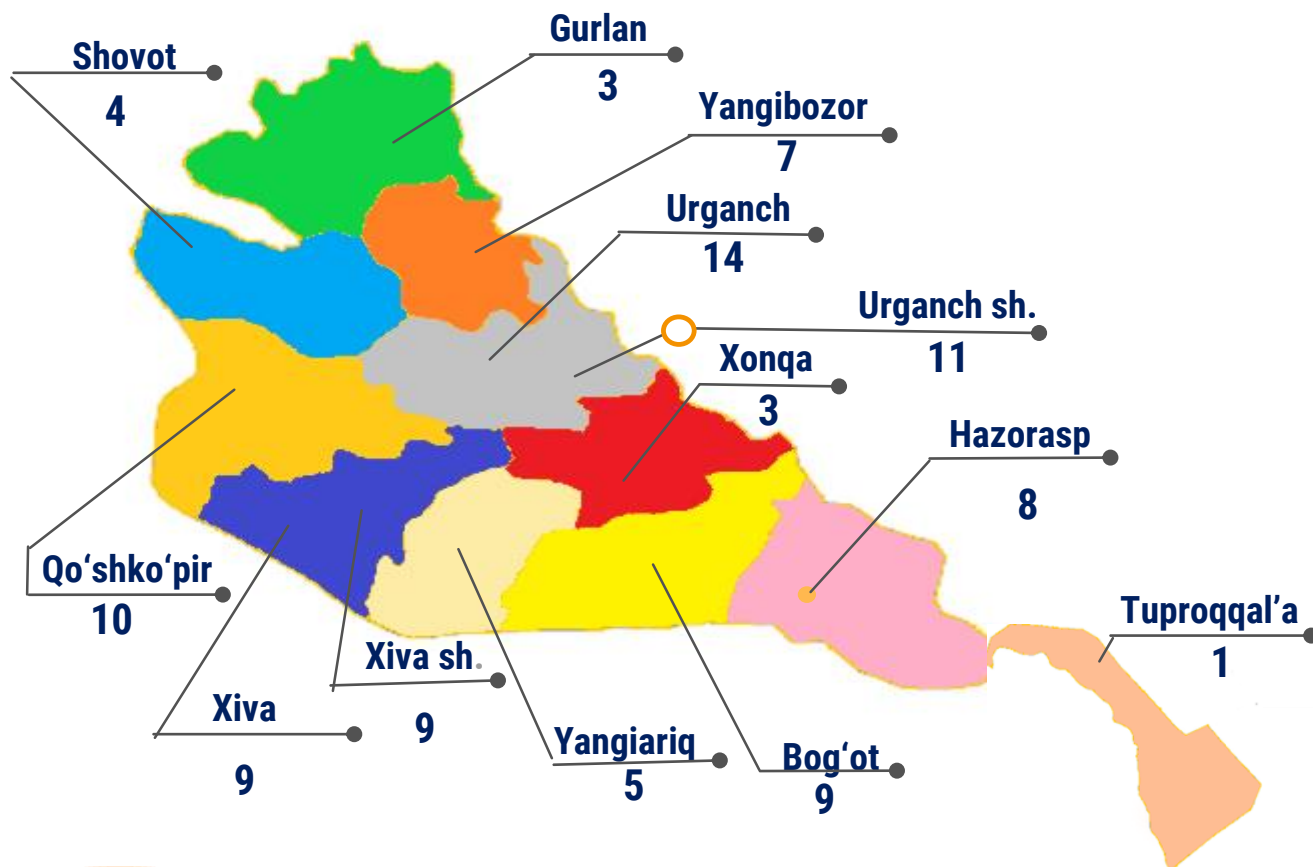 Gurlan
3
Shovot
4
Yangibozor
7
Urganch
14
Urganch sh.
11
Xonqa
3
Hazorasp
8
Qo‘shko‘pir
10
Tuproqqal’a
1
Xiva sh.
9
Xiva
9
Yangiariq
5
Bog‘ot
9